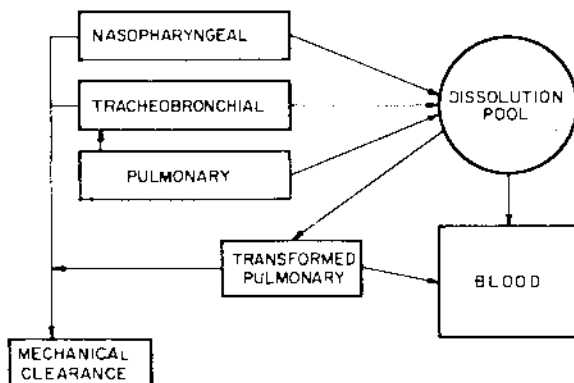 NASOPHARYNGEAL
TRACHEOBRONCHIAL
PULMONARY
DISSOLUTION
POOL
TRANSFORMED
PULMONARY
BLOOD
MECHANICAL
CLEARANCE